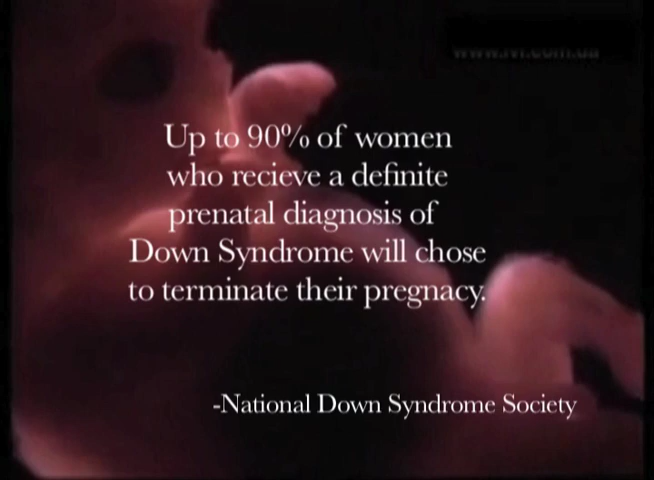 Up to 90% of women
who recieve a definite
prenatal diagnosis of
Down Syndrome will chose
to terminate their pregnacy.
-National Down Syndrome Society